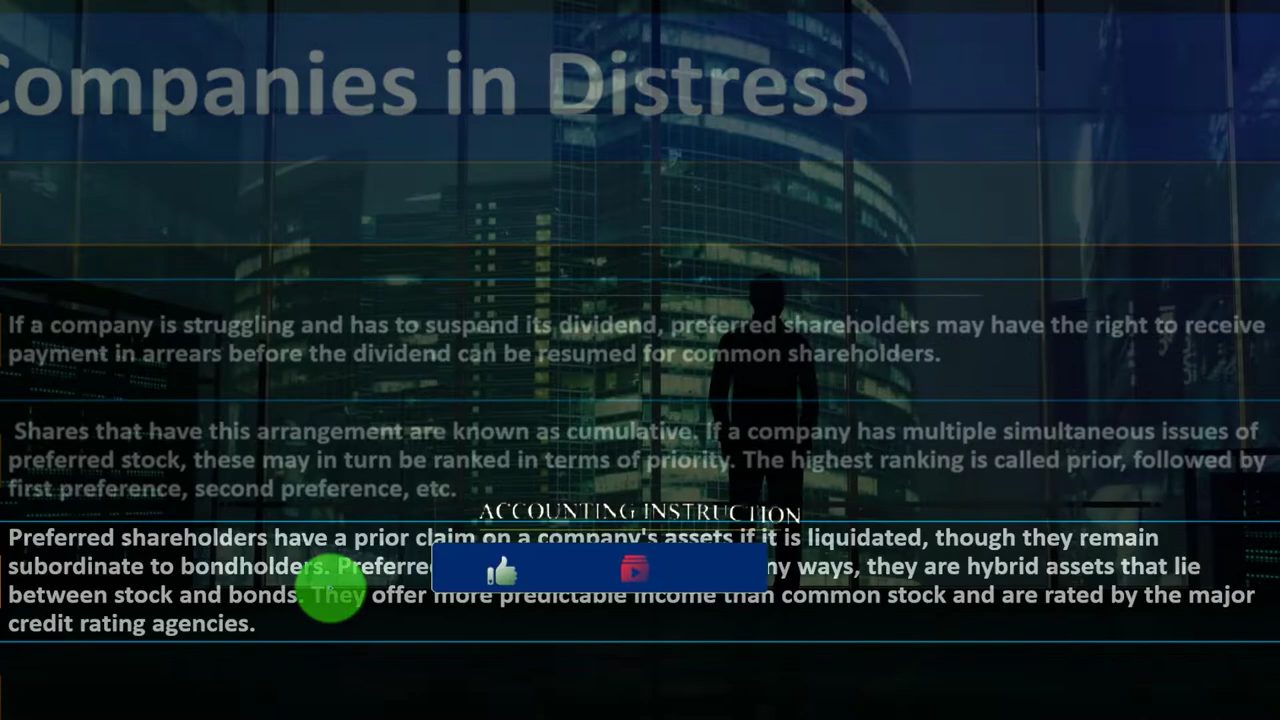 Companies in Distress
If a company is struggling and has to suspend its dividend, preferred shareholders may have the right to receive
payment in arrears before the dividend can be resumed for common shareholders.
Shares that have this arrangement are known as cumulative. If a company has multiple simultaneous issues of
preferred stock, these may in turn be ranked in terms of priority. The highest ranking is called prior, followed by
first preference, second preference, etc.
ACCOUNTING INSTRUCTION
Preferred shareholders have a prior claim on a company's assets if it is liquidated, though they remain
subordinate to bondholders. ny ways, they are hybrid assets that lie
between stock and bonds. They offer more predictable income than common stock and are rated by the major
credit rating agencies.